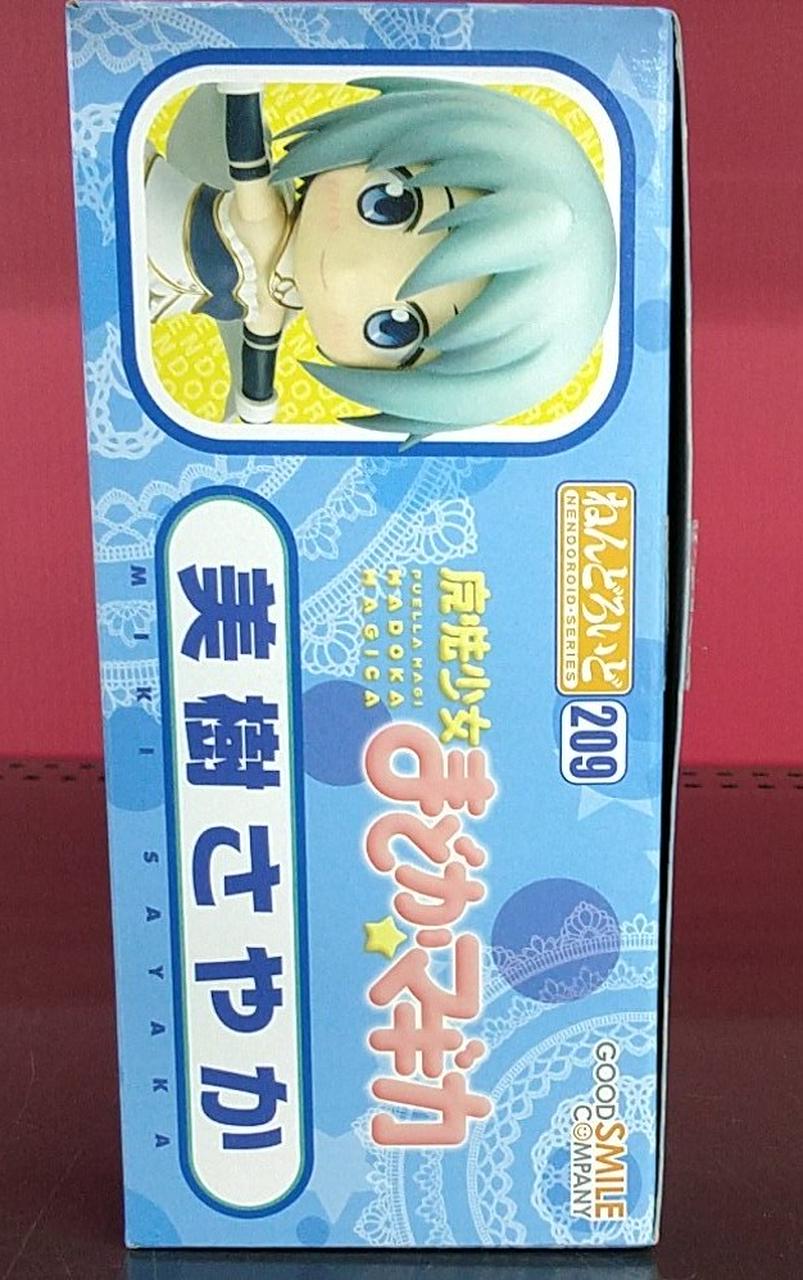 ねんどろいど
NENDOROID・SERIES
209
魔法少女
PUELLA MAGI
MADOKA
MAGICA
まどか★マギカ
美樹さやか
MIKI SAYAKA
GOOD SMILE
COMPANY